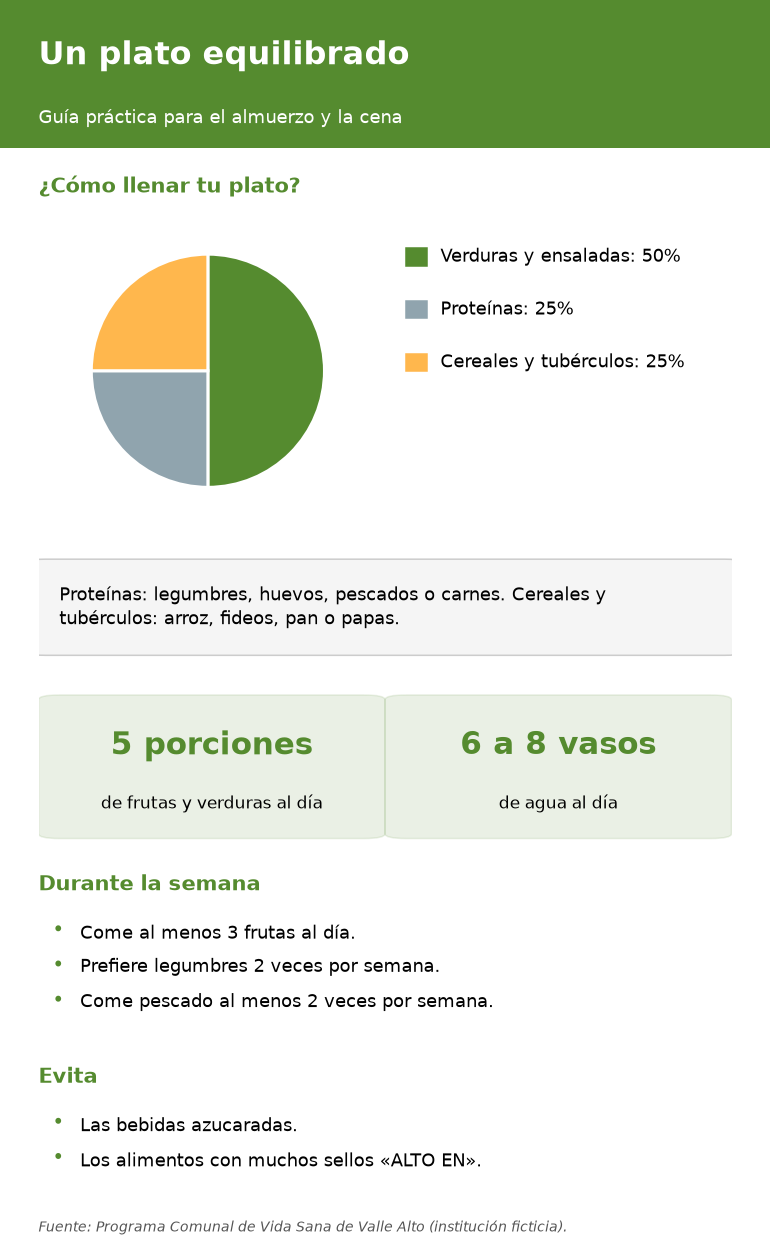 Un plato equilibrado
Guía práctica para el almuerzo y la cena
¿Cómo llenar tu plato?
Verduras y ensaladas: 50%
Proteínas: 25%
Cereales y tubérculos: 25%
Proteínas: legumbres, huevos, pescados o carnes. Cereales y
tubérculos: arroz, fideos, pan o papas.
5 porciones
de frutas y verduras al día
6 a 8 vasos
de agua al día
Durante la semana
• Come al menos 3 frutas al día.
• Prefiere legumbres 2 veces por semana.
• Come pescado al menos 2 veces por semana.
Evita
• Las bebidas azucaradas.
• Los alimentos con muchos sellos «ALTO EN».
Fuente: Programa Comunal de Vida Sana de Valle Alto (institución ficticia).